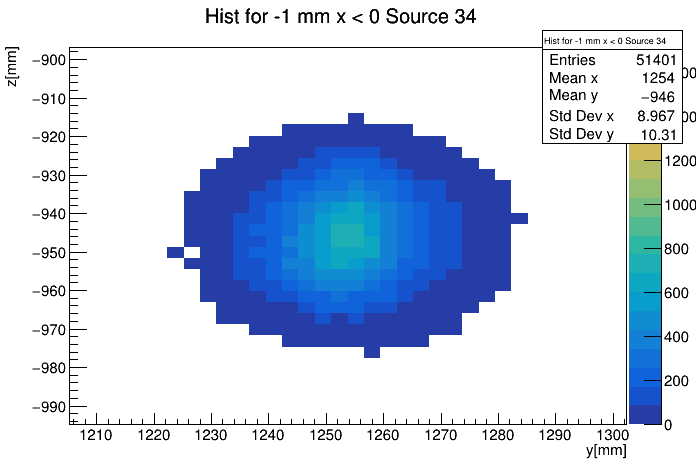 Hist for -1 mm x < 0 Source 34
z[mm]
−900
−910
−920
−930
−940
−950
−960
−970
−980
−990
1210 1220 1230 1240 1250 1260 1270 1280 1290 1300
y[mm]
Hist for -1 mm x < 0 Source 34
Entries 51401
Mean x 1254
Mean y −946
Std Dev x 8.967
Std Dev y 10.31
1200
1000
800
600
400
200
0